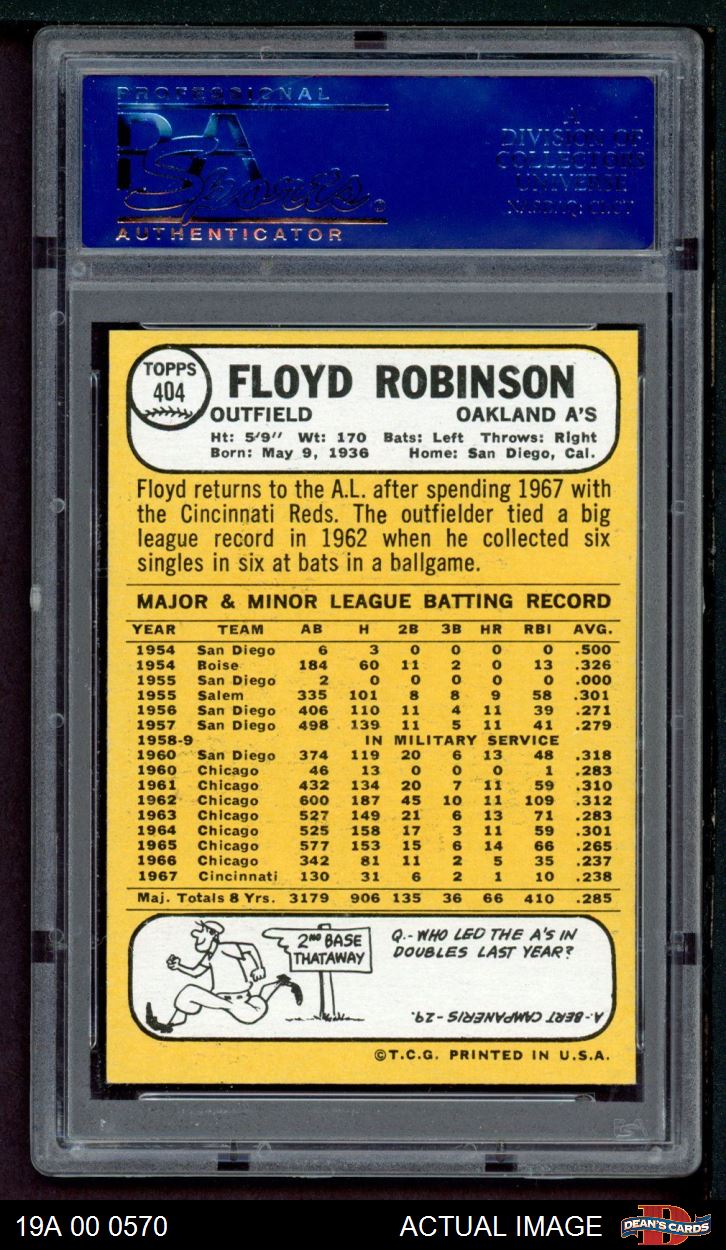 PROFESSIONAL
PSA
Sports ®
AUTHENTICATOR
A
DIVISION OF
COLLECTORS
UNIVERSE
NASDAQ: CLCT
TOPPS
404
FLOYD ROBINSON
OUTFIELD OAKLAND A'S
Ht: 5'9" Wt: 170 Bats: Left Throws: Right
Born: May 9, 1936 Home: San Diego, Cal.
Floyd returns to the A.L. after spending 1967 with
the Cincinnati Reds. The outfielder tied a big
league record in 1962 when he collected six
singles in six at bats in a ballgame.
MAJOR & MINOR LEAGUE BATTING RECORD
YEAR TEAM AB H 2B 3B HR RBI AVG.
1954 San Diego 6 3 0 0 0 0 .500
1954 Boise 184 60 11 2 0 13 .326
1955 San Diego 2 0 0 0 0 0 .000
1955 Salem 335 101 8 8 9 58 .301
1956 San Diego 406 110 11 4 11 39 .271
1957 San Diego 498 139 11 5 11 41 .279
1958-9 IN MILITARY SERVICE
1960 San Diego 374 119 20 6 13 48 .318
1960 Chicago 46 13 0 0 0 1 .283
1961 Chicago 432 134 20 7 11 59 .310
1962 Chicago 600 187 45 10 11 109 .312
1963 Chicago 527 149 21 6 13 71 .283
1964 Chicago 525 158 17 3 11 59 .301
1965 Chicago 577 153 15 6 14 66 .265
1966 Chicago 342 81 11 2 5 35 .237
1967 Cincinnati 130 31 6 2 1 10 .238
Maj. Totals 8 Yrs. 3179 906 135 36 66 410 .285
2ND BASE
THATAWAY
Q.-WHO LED THE A'S IN
DOUBLES LAST YEAR?
A.-BERT CAMPANERIS-29.
©T.C.G. PRINTED IN U.S.A.
PSA
19A 00 0570 ACTUAL IMAGE
DEAN'S CARDS